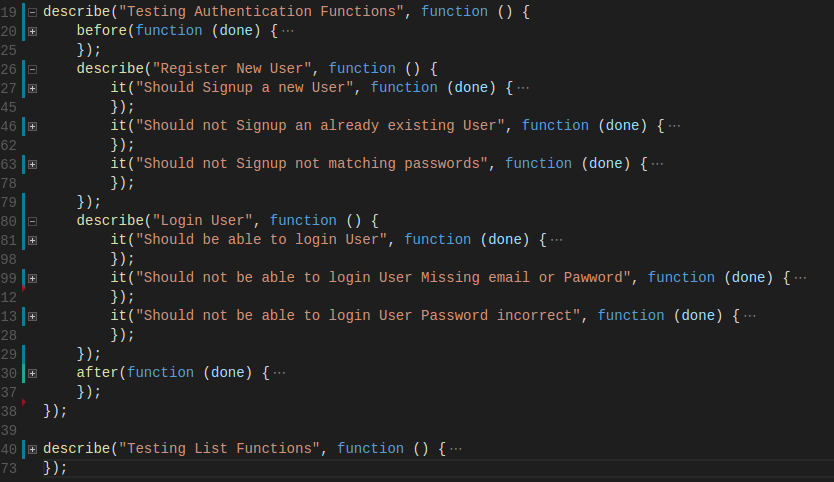 19 describe("Testing Authentication Functions", function () {
20 before(function (done) {···
25 });
26 describe("Register New User", function () {
27 it("Should Signup a new User", function (done) {···
45 });
46 it("Should not Signup an already existing User", function (done) {···
62 });
63 it("Should not Signup not matching passwords", function (done) {···
78 });
79 });
80 describe("Login User", function () {
81 it("Should be able to login User", function (done) {···
98 });
99 it("Should not be able to login User Missing email or Pawword", function (done) {···
12 });
13 it("Should not be able to login User Password incorrect", function (done) {···
28 });
29 });
30 after(function (done) {···
37 });
38 });
39
40 describe("Testing List Functions", function () {···
73 });